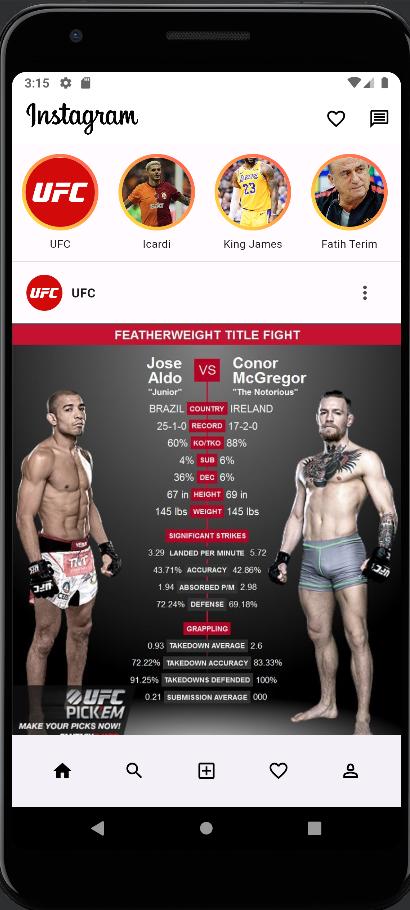 3:15
Instagram
UFC
23
UFC
Icardi
King James
Fatih Terim
UFC
UFC
FEATHERWEIGHT TITLE FIGHT
Jose
Aldo
"Junior"
VS
Conor
McGregor
"The Notorious"
BRAZIL COUNTRY IRELAND
25-1-0 RECORD 17-2-0
60% KO/TKO 88%
4% SUB 6%
36% DEC 6%
67 in HEIGHT 69 in
145 lbs WEIGHT 145 lbs
SIGNIFICANT STRIKES
3.29 LANDED PER MINUTE 5.72
43.71% ACCURACY 42.86%
1.94 ABSORBED P/M 2.98
72.24% DEFENSE 69.18%
GRAPPLING
0.93 TAKEDOWN AVERAGE 2.6
72.22% TAKEDOWN ACCURACY 83.33%
91.25% TAKEDOWNS DEFENDED 100%
0.21 SUBMISSION AVERAGE 000
TNT
UFC
PICK'EM
MAKE YOUR PICKS NOW!